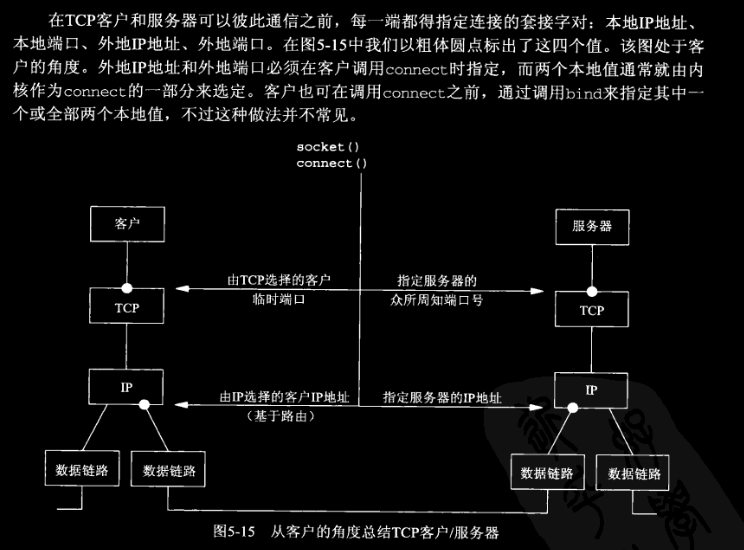 在TCP客户和服务器可以彼此通信之前，每一端都得指定连接的套接字对：本地IP地址、
本地端口、外地IP地址、外地端口。在图5-15中我们以粗体圆点标出了这四个值。该图处于客
户的角度。外地IP地址和外地端口必须在客户调用connect时指定，而两个本地值通常就由内
核作为connect的一部分来选定。客户也可在调用connect之前，通过调用bind来指定其中一
个或全部两个本地值，不过这种做法并不常见。
socket()
connect()
客户
服务器
由TCP选择的客户
临时端口
指定服务器的
众所周知端口号
TCP
TCP
IP
由IP选择的客户IP地址
（基于路由）
指定服务器的IP地址
IP
数据链路
数据链路
数据链路
数据链路
图5-15 从客户的角度总结TCP客户/服务器